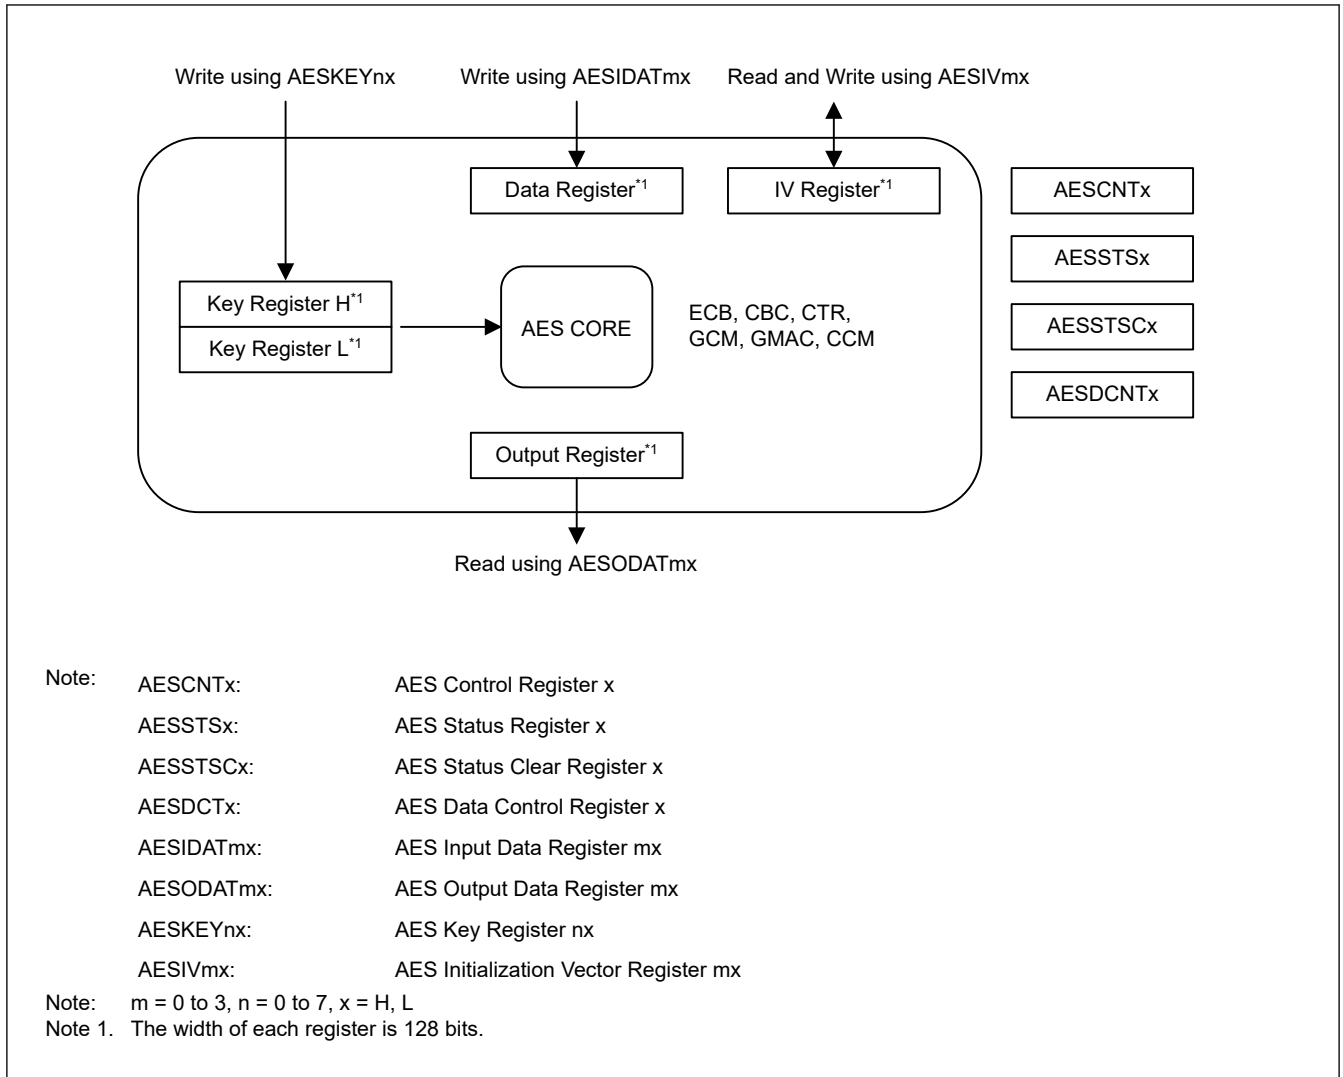 Write using AESKEYnx
Write using AESIDATmx
Read and Write using AESIVmx
Data Register*1
IV Register*1
AESCNTx
AESSTSx
Key Register H*1
Key Register L*1
AES CORE
ECB, CBC, CTR,
GCM, GMAC, CCM
AESSTSCx
AESDCNTx
Output Register*1
Read using AESODATmx
Note: AESCNTx: AES Control Register x
AESSTSx: AES Status Register x
AESSTSCx: AES Status Clear Register x
AESDCTx: AES Data Control Register x
AESIDATmx: AES Input Data Register mx
AESODATmx: AES Output Data Register mx
AESKEYnx: AES Key Register nx
AESIVmx: AES Initialization Vector Register mx
Note: m = 0 to 3, n = 0 to 7, x = H, L
Note 1. The width of each register is 128 bits.